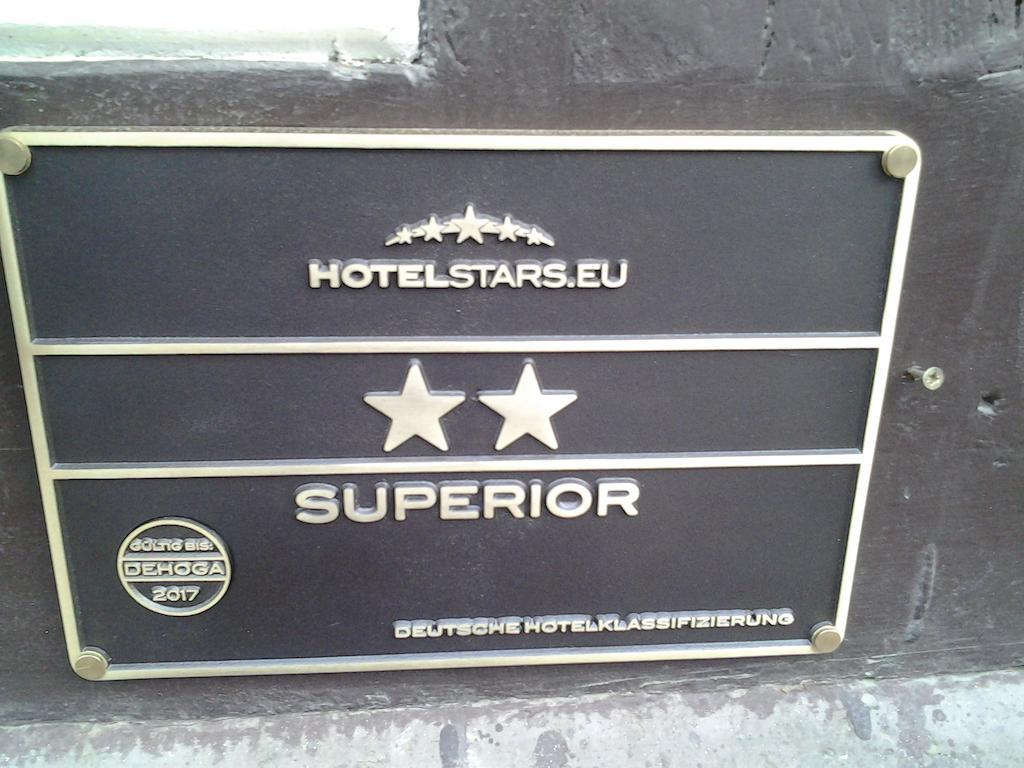 HOTELSTARS.EU
SUPERIOR
GÜLTIG BIS:
DEHOGA
2017
DEUTSCHE HOTELKLASSIFIZIERUNG